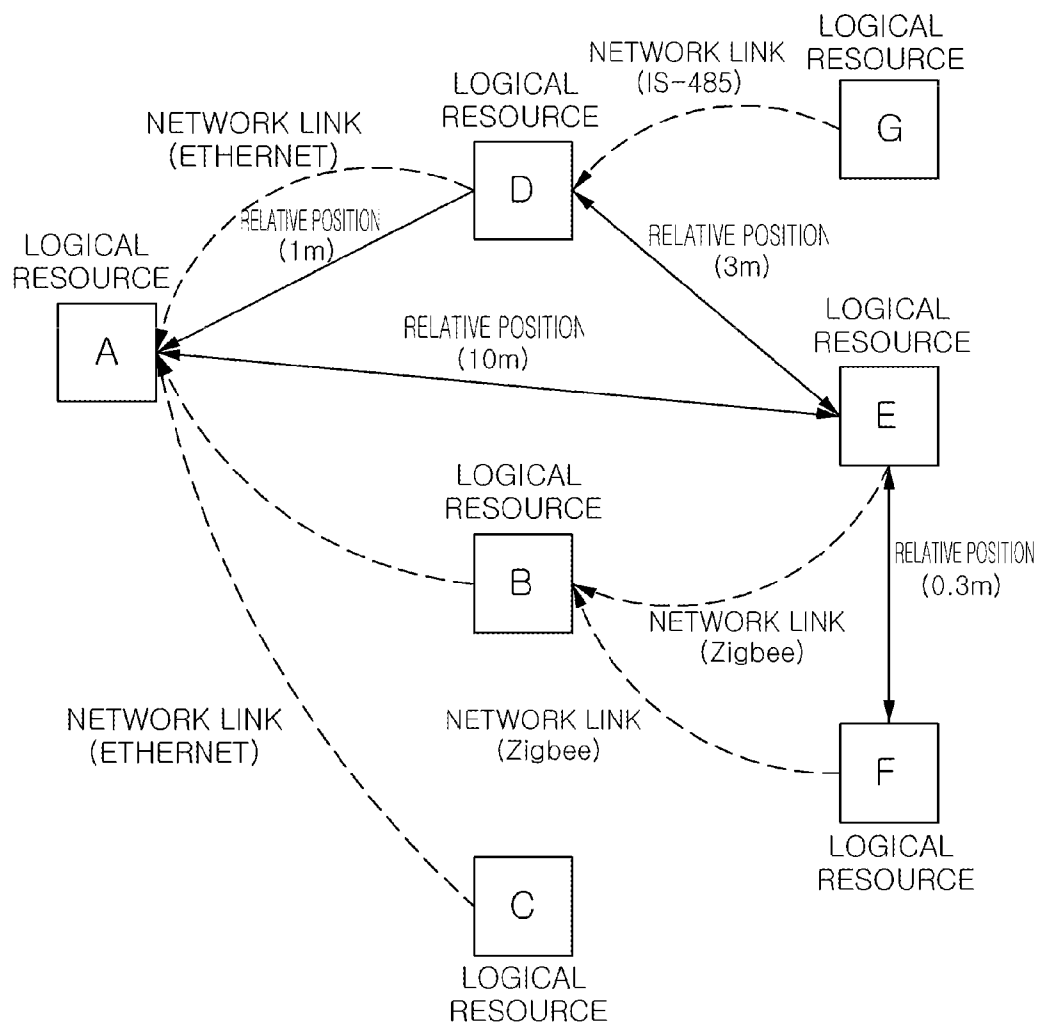 LOGICAL
RESOURCE
G
NETWORK LINK
(IS-485)
LOGICAL
RESOURCE
D
NETWORK LINK
(ETHERNET)
RELATIVE POSITION
(1m)
RELATIVE POSITION
(3m)
LOGICAL
RESOURCE
A
RELATIVE POSITION
(10m)
LOGICAL
RESOURCE
E
LOGICAL
RESOURCE
B
RELATIVE POSITION
(0.3m)
NETWORK LINK
(Zigbee)
NETWORK LINK
(Zigbee)
NETWORK LINK
(ETHERNET)
F
LOGICAL
RESOURCE
C
LOGICAL
RESOURCE